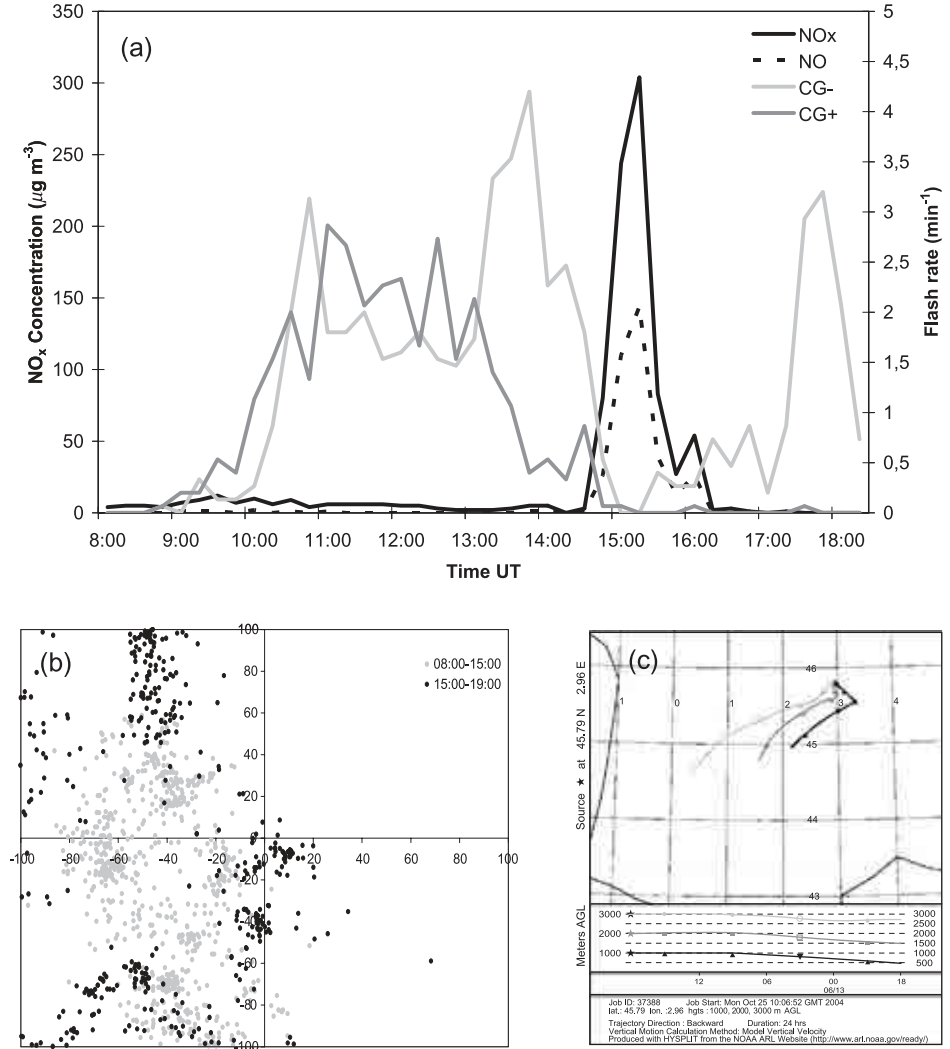 (a)
NOx
NO
CG-
CG+
NOx Concentration (µg m-3)
350
300
250
200
150
100
50
0
Flash rate (min-1)
5
4,5
4
3,5
3
2,5
2
1,5
1
0,5
0
8:00 9:00 10:00 11:00 12:00 13:00 14:00 15:00 16:00 17:00 18:00
Time UT
(b)
08:00-15:00
15:00-19:00
100
80
60
40
20
0
-100 -80 -60 -40 -20 0 20 40 60 80 100
-20
-40
-60
-80
-100
(c)
Source ★ at 45.79 N 2.96 E
46
1 0 1 2 3 4
45
44
43
Meters AGL
3000 3000
2500
2000 2000
1500
1000 1000
500
12 06 00 18
06/13
Job ID: 37388 Job Start: Mon Oct 25 10:06:52 GMT 2004
lat.: 45.79 lon. :2.96 hgts :1000, 2000, 3000 m AGL
Trajectory Direction : Backward Duration: 24 hrs
Vertical Motion Calculation Method: Model Vertical Velocity
Produced with HYSPLIT from the NOAA ARL Website (http://www.arl.noaa.gov/ready/)